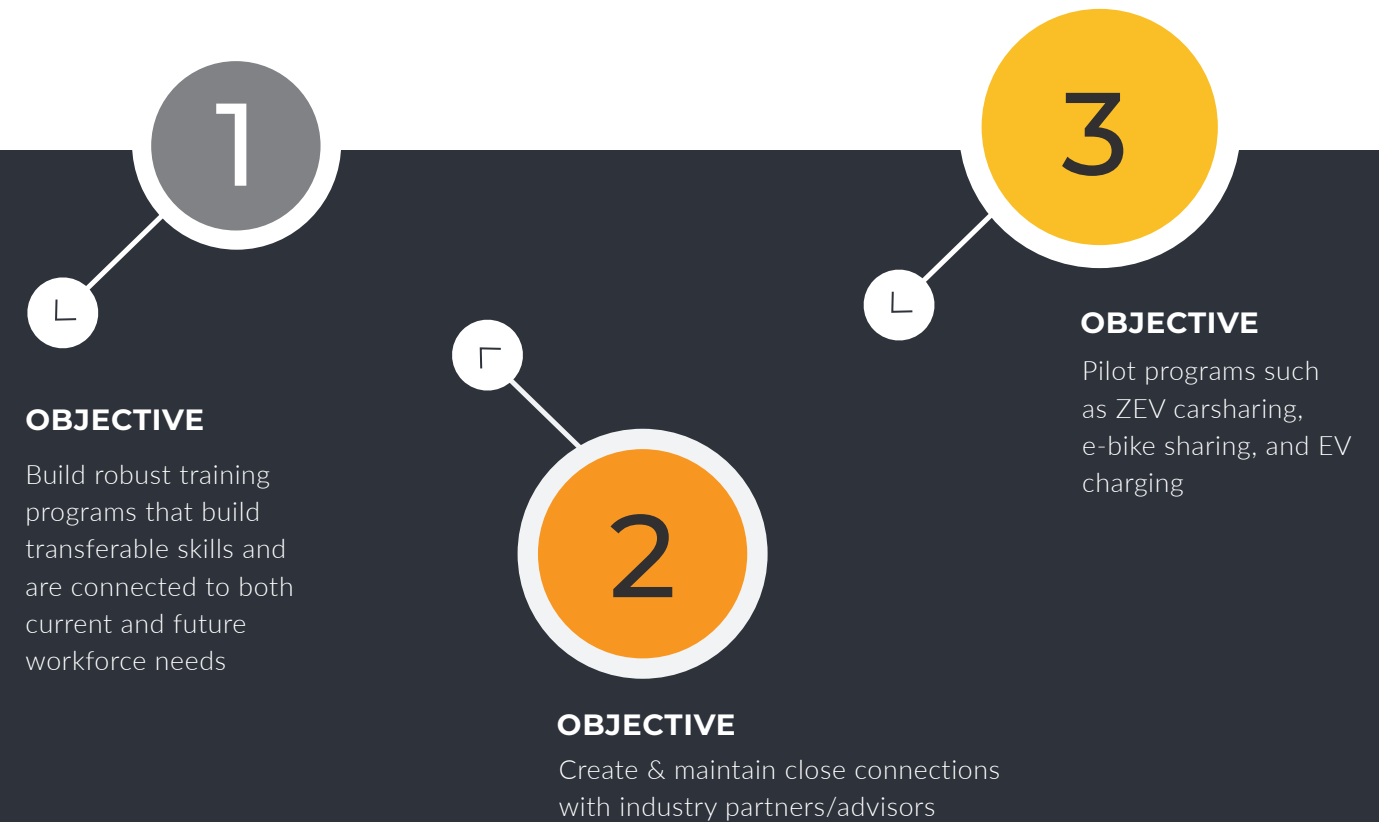 1
OBJECTIVE
Build robust training
programs that build
transferable skills and
are connected to both
current and future
workforce needs
2
OBJECTIVE
Create & maintain close connections
with industry partners/advisors
3
OBJECTIVE
Pilot programs such
as ZEV carsharing,
e-bike sharing, and EV
charging